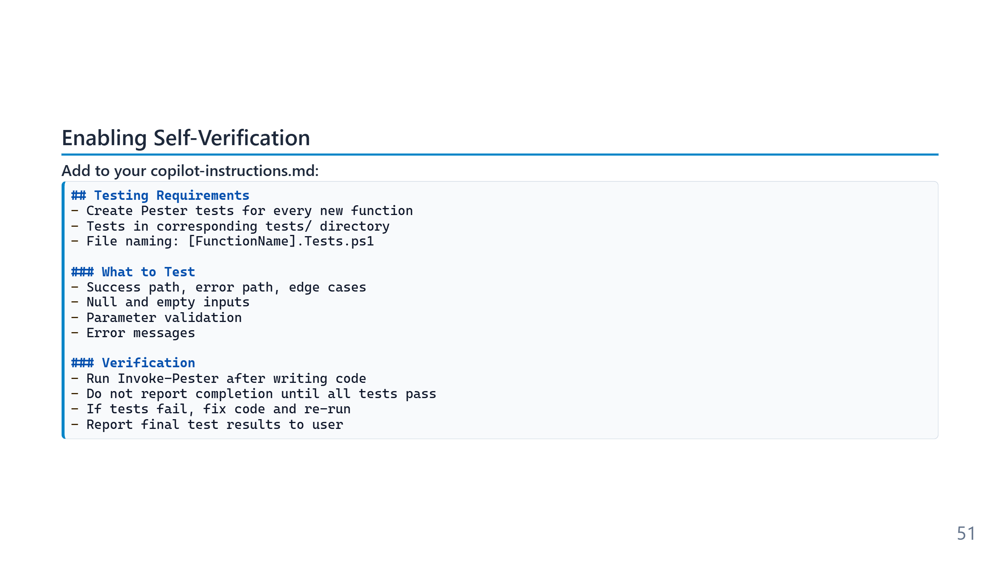 Enabling Self-Verification
Add to your copilot-instructions.md:
## Testing Requirements
- Create Pester tests for every new function
- Tests in corresponding tests/ directory
- File naming: [FunctionName].Tests.ps1
### What to Test
- Success path, error path, edge cases
- Null and empty inputs
- Parameter validation
- Error messages
### Verification
- Run Invoke-Pester after writing code
- Do not report completion until all tests pass
- If tests fail, fix code and re-run
- Report final test results to user
51